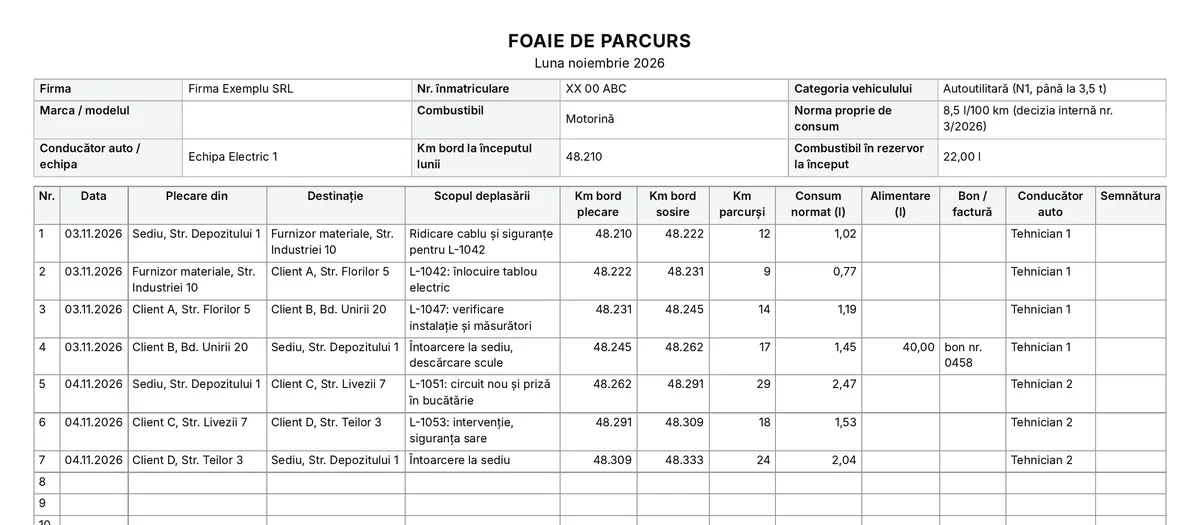 FOAIE DE PARCURS
Luna noiembrie 2026
Firma Firma Exemplu SRL Nr. înmatriculare XX 00 ABC Categoria vehiculului Autoutilitară (N1, până la 3,5 t)
Marca / modelul Combustibil Motorină Norma proprie de consum 8,5 l/100 km (decizia internă nr. 3/2026)
Conducător auto / echipa Echipa Electric 1 Km bord la începutul lunii 48.210 Combustibil în rezervor la început 22,00 l
Nr. Data Plecare din Destinație Scopul deplasării Km bord plecare Km bord sosire Km parcurși Consum normat (l) Alimentare (l) Bon / factură Conducător auto Semnătura
1 03.11.2026 Sediu, Str. Depozitului 1 Furnizor materiale, Str. Industriei 10 Ridicare cablu și siguranțe pentru L-1042 48.210 48.222 12 1,02 Tehnician 1
2 03.11.2026 Furnizor materiale, Str. Industriei 10 Client A, Str. Florilor 5 L-1042: înlocuire tablou electric 48.222 48.231 9 0,77 Tehnician 1
3 03.11.2026 Client A, Str. Florilor 5 Client B, Bd. Unirii 20 L-1047: verificare instalație și măsurători 48.231 48.245 14 1,19 Tehnician 1
4 03.11.2026 Client B, Bd. Unirii 20 Sediu, Str. Depozitului 1 Întoarcere la sediu, descărcare scule 48.245 48.262 17 1,45 40,00 bon nr. 0458 Tehnician 1
5 04.11.2026 Sediu, Str. Depozitului 1 Client C, Str. Livezii 7 L-1051: circuit nou și priză în bucătărie 48.262 48.291 29 2,47 Tehnician 2
6 04.11.2026 Client C, Str. Livezii 7 Client D, Str. Teilor 3 L-1053: intervenție, siguranța sare 48.291 48.309 18 1,53 Tehnician 2
7 04.11.2026 Client D, Str. Teilor 3 Sediu, Str. Depozitului 1 Întoarcere la sediu 48.309 48.333 24 2,04 Tehnician 2
8
9
10